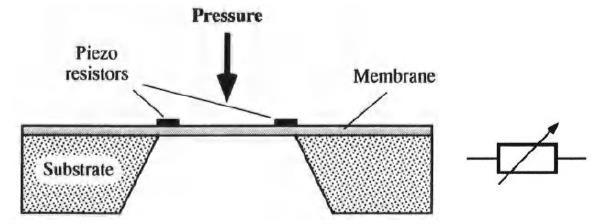 Pressure
Piezo
resistors
Membrane
Substrate